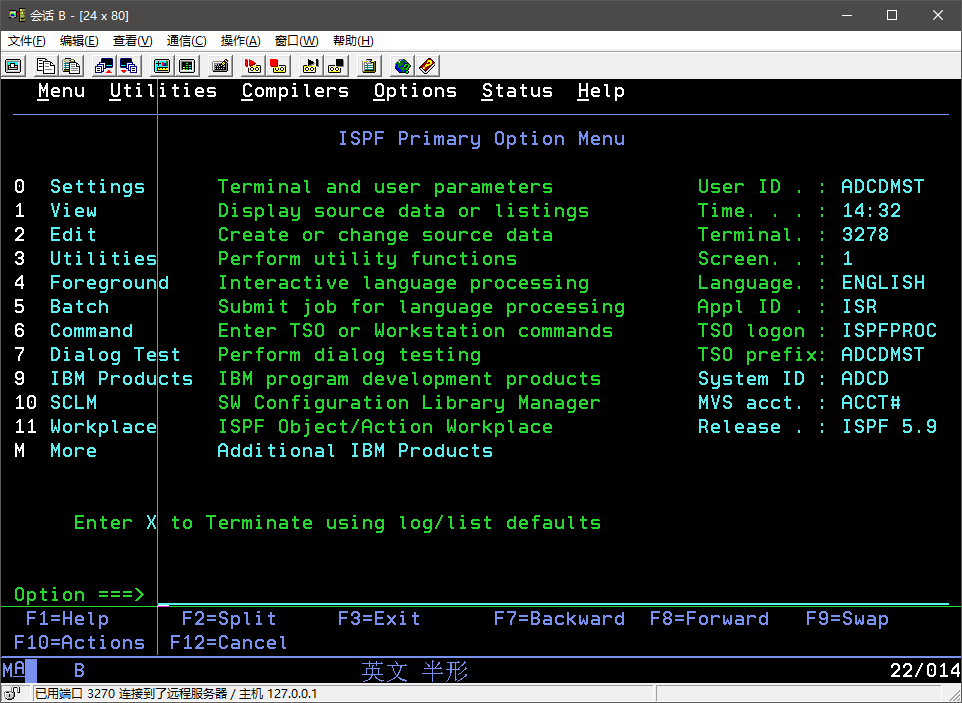 会话 B - [24 x 80]
文件(F) 编辑(E) 查看(V) 通信(C) 操作(A) 窗口(W) 帮助(H)
Menu Utilities Compilers Options Status Help
ISPF Primary Option Menu
0 Settings Terminal and user parameters User ID . : ADCDMST
1 View Display source data or listings Time. . . : 14:32
2 Edit Create or change source data Terminal. : 3278
3 Utilities Perform utility functions Screen. . : 1
4 Foreground Interactive language processing Language. : ENGLISH
5 Batch Submit job for language processing Appl ID . : ISR
6 Command Enter TSO or Workstation commands TSO logon : ISPFPROC
7 Dialog Test Perform dialog testing TSO prefix: ADCDMST
9 IBM Products IBM program development products System ID : ADCD
10 SCLM SW Configuration Library Manager MVS acct. : ACCT#
11 Workplace ISPF Object/Action Workplace Release . : ISPF 5.9
M More Additional IBM Products
Enter X to Terminate using log/list defaults
Option ===>
F1=Help F2=Split F3=Exit F7=Backward F8=Forward F9=Swap
F10=Actions F12=Cancel
MA B 英文 半形 22/014
已用端口 3270 连接到了远程服务器 / 主机 127.0.0.1